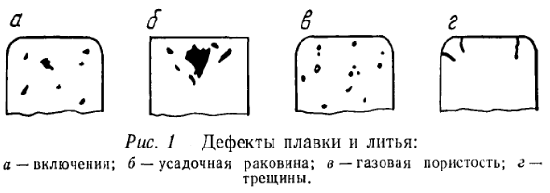 а б в г
Рис. 1 Дефекты плавки и литья:
а — включения; б — усадочная раковина; в — газовая пористость; г —
трещины.